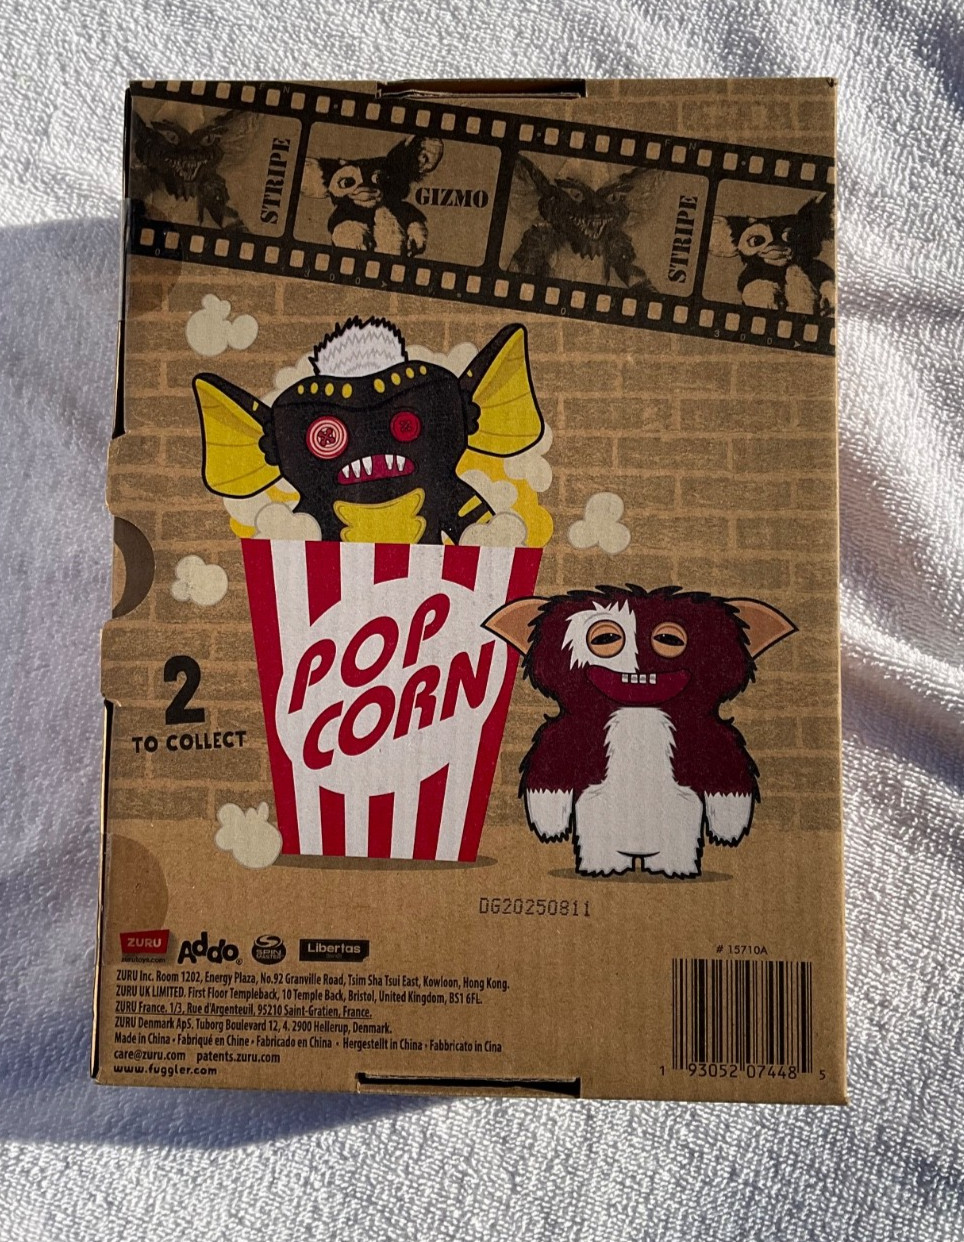 STRIPE
GIZMO
STRIPE
POP
CORN
2
TO COLLECT
DG20250811
ZURU
Addo
SPIN MASTER
Libertas
# 15710A
ZURU Inc. Room 1202, Energy Plaza, No.92 Granville Road, Tsim Sha Tsui East, Kowloon, Hong Kong.
ZURU UK LIMITED. First Floor Templeback, 10 Temple Back, Bristol, United Kingdom, BS1 6FL.
ZURU France. 1/3, Rue d'Argenteuil, 95210 Saint-Gratien, France.
ZURU Denmark ApS, Tuborg Boulevard 12, 4. 2900 Hellerup, Denmark.
Made in China • Fabriqué en Chine • Fabricado en China • Hergestellt in China • Fabbricato in Cina
care@zuru.com patents.zuru.com
www.fuggler.com
1 93052 07448 5